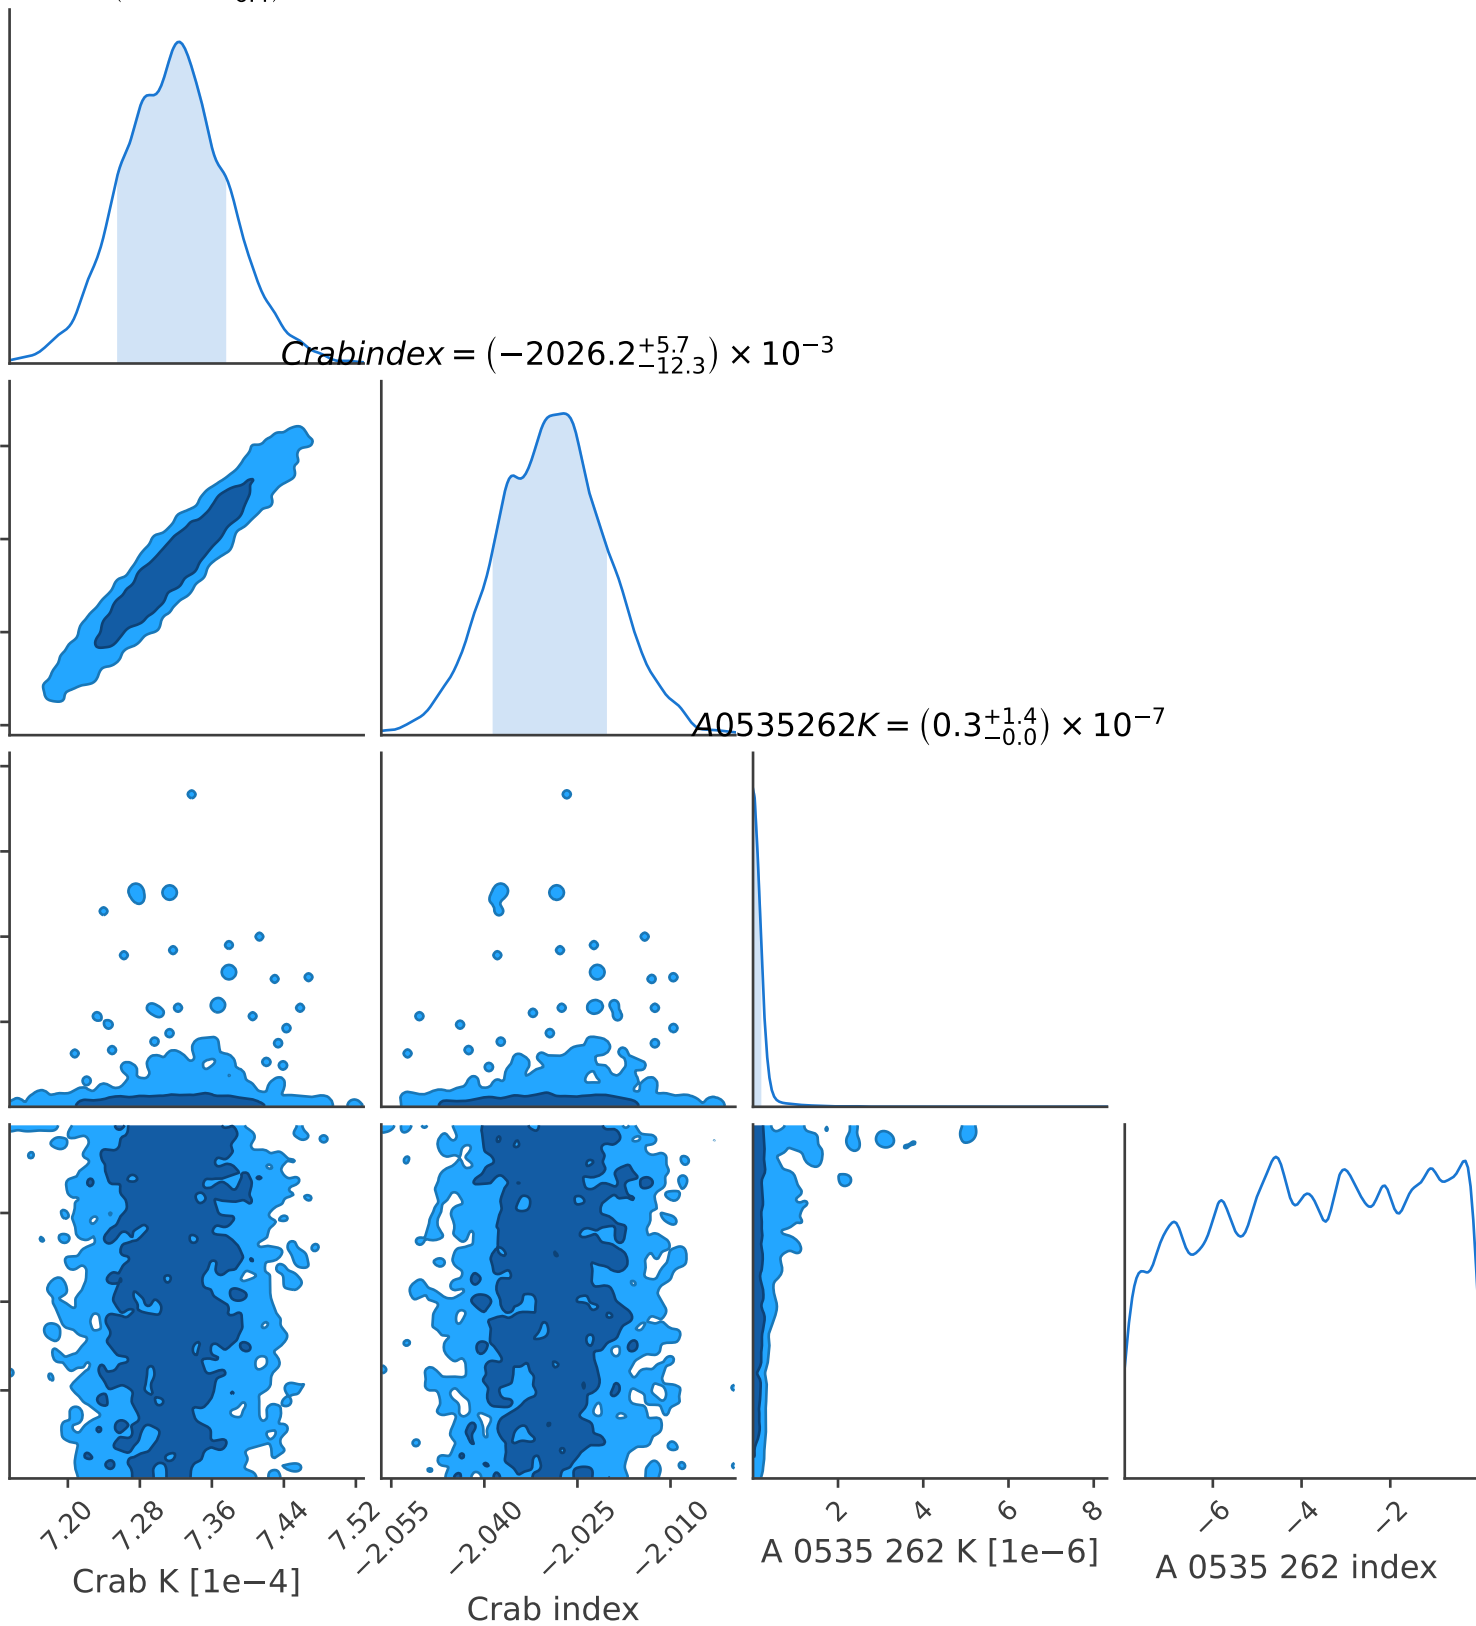 Crabindex = (−2026.2 +5.7 −12.3) × 10−3
A0535262K = (0.3 +1.4 −0.0) × 10−7
7.20 7.28 7.36 7.44 7.52 −2.055 −2.040 −2.025 −2.010 2 4 6 8 −6 −4 −2
Crab K [1e−4] Crab index A 0535 262 K [1e−6] A 0535 262 index